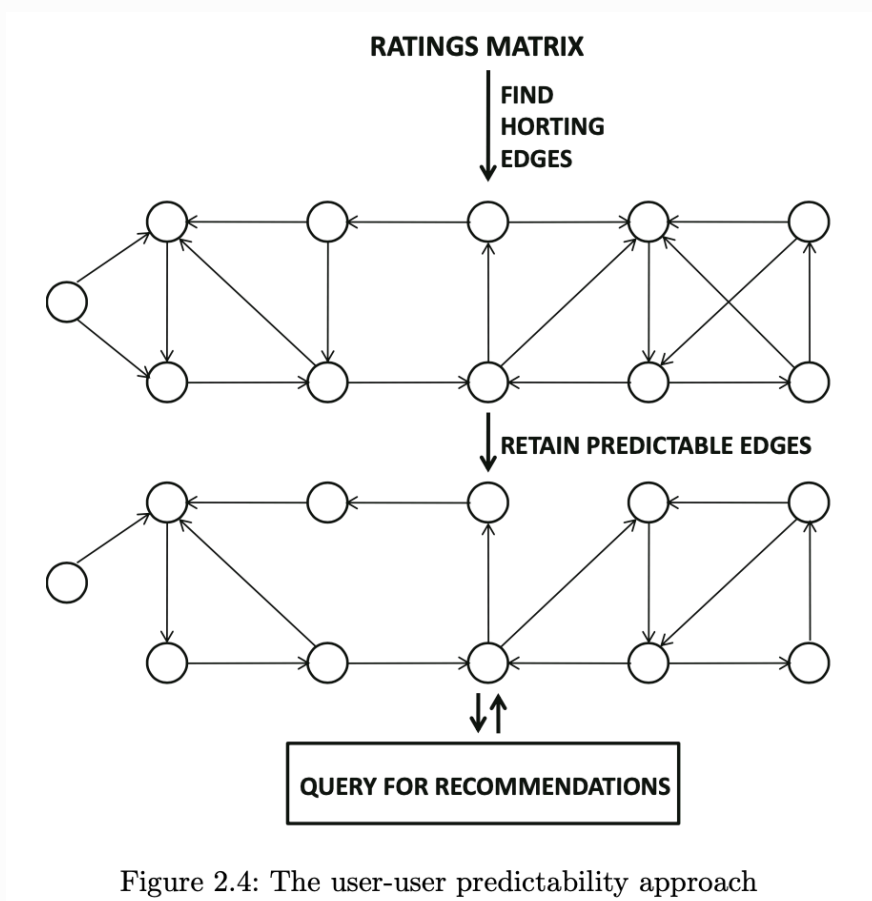 RATINGS MATRIX
FIND
HORTING
EDGES
RETAIN PREDICTABLE EDGES
QUERY FOR RECOMMENDATIONS
Figure 2.4: The user-user predictability approach